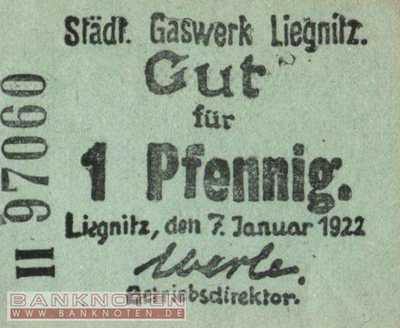 Städt. Gaswerk Liegnitz.
Gut
für
1 Pfennig.
Liegnitz, den 7. Januar 1922
Werle.
Betriebsdirektor.
II 97060
BANKNOTEN
WWW.BANKNOTEN.DE